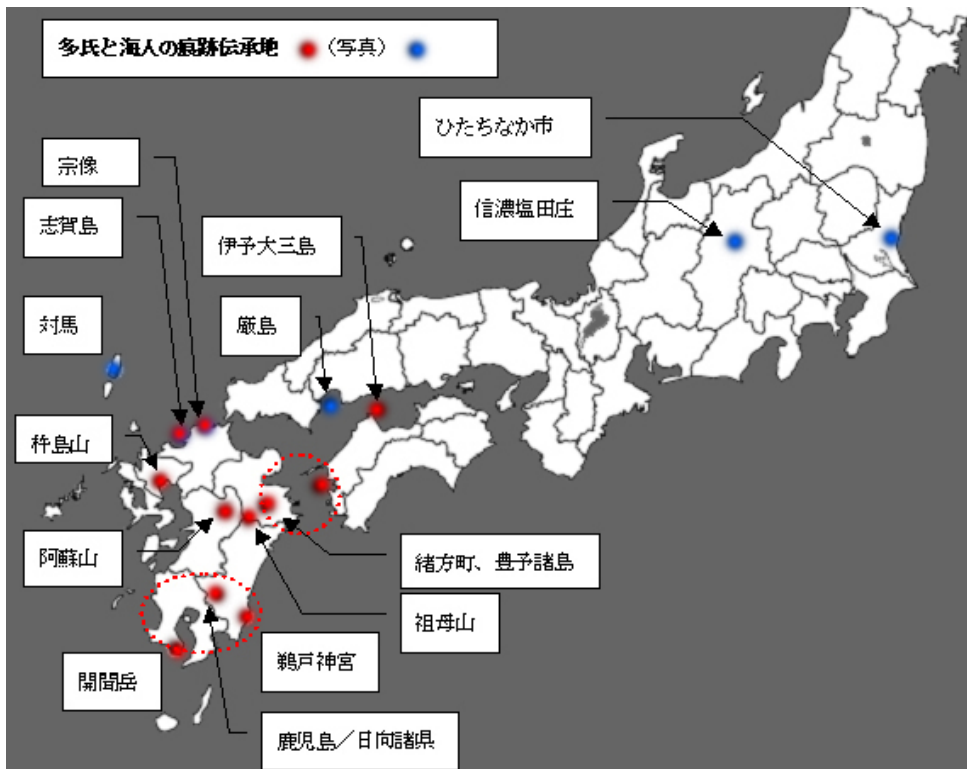 多氏と海人の痕跡伝承地 ●(写真) ●
ひたちなか市
宗像
信濃塩田庄
志賀島
伊予大三島
対馬
厳島
杵島山
阿蘇山
緒方町、豊予諸島
祖母山
鵜戸神宮
開聞岳
鹿児島/日向諸県